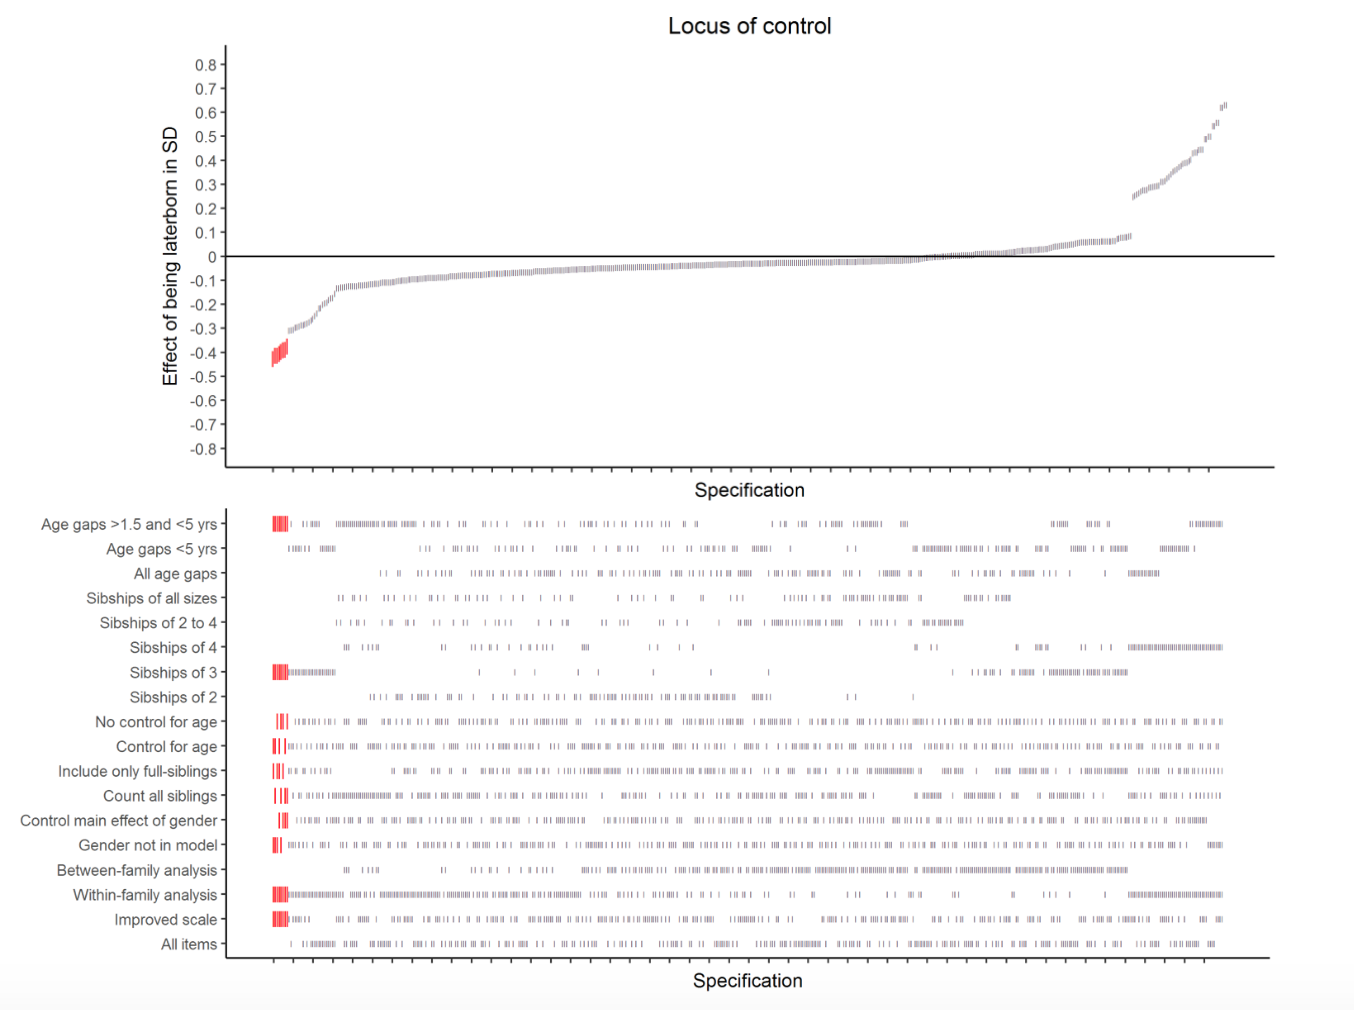 Locus of control
Effect of being laterborn in SD
0.8
0.7
0.6
0.5
0.4
0.3
0.2
0.1
0
-0.1
-0.2
-0.3
-0.4
-0.5
-0.6
-0.7
-0.8
Specification
Age gaps >1.5 and <5 yrs
Age gaps <5 yrs
All age gaps
Sibships of all sizes
Sibships of 2 to 4
Sibships of 4
Sibships of 3
Sibships of 2
No control for age
Control for age
Include only full-siblings
Count all siblings
Control main effect of gender
Gender not in model
Between-family analysis
Within-family analysis
Improved scale
All items
Specification